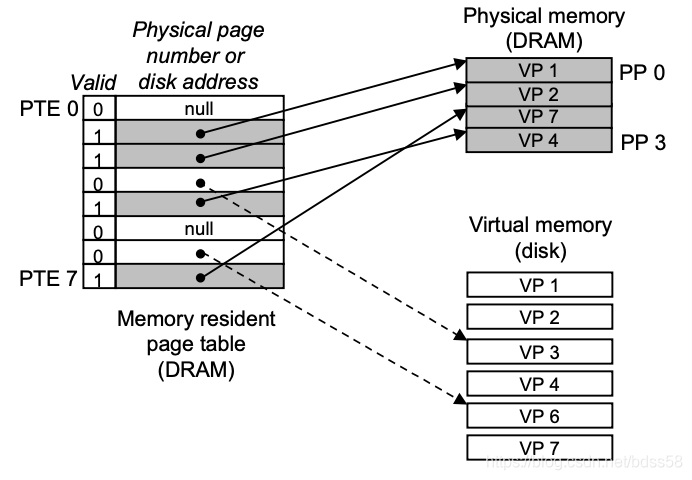 Physical page
number or
disk address
Valid
Physical memory
(DRAM)
PTE 0
0
null
1
1
0
1
0
null
0
PTE 7
1
VP 1
PP 0
VP 2
VP 7
VP 4
PP 3
Memory resident
page table
(DRAM)
Virtual memory
(disk)
VP 1
VP 2
VP 3
VP 4
VP 6
VP 7
https://blog.csdn.net/bdss58